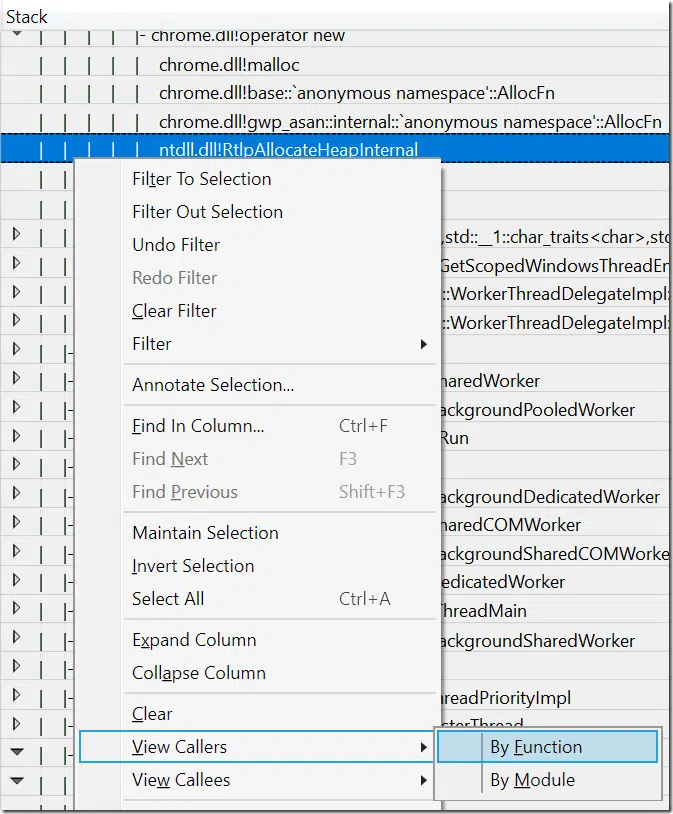 Stack
|- chrome.dll!operator new
chrome.dll!malloc
chrome.dll!base::`anonymous namespace'::AllocFn
chrome.dll!gwp_asan::internal::`anonymous namespace'::AllocFn
ntdll.dll!RtlpAllocateHeapInternal
Filter To Selection
Filter Out Selection
Undo Filter
,std::__1::char_traits<char>,std
GetScopedWindowsThreadEn
Redo Filter
::WorkerThreadDelegateImpl:
Clear Filter
::WorkerThreadDelegateImpl:
Filter
Annotate Selection...
haredWorker
ackgroundPooledWorker
Find In Column... Ctrl+F
Run
Find Next F3
Find Previous Shift+F3
ackgroundDedicatedWorker
haredCOMWorker
Maintain Selection
ackgroundSharedCOMWorke
Invert Selection
edicatedWorker
Select All Ctrl+A
ThreadMain
Expand Column
ackgroundSharedWorker
Collapse Column
hreadPriorityImpl
Clear
sterThread
View Callers
By Function
View Callees
By Module